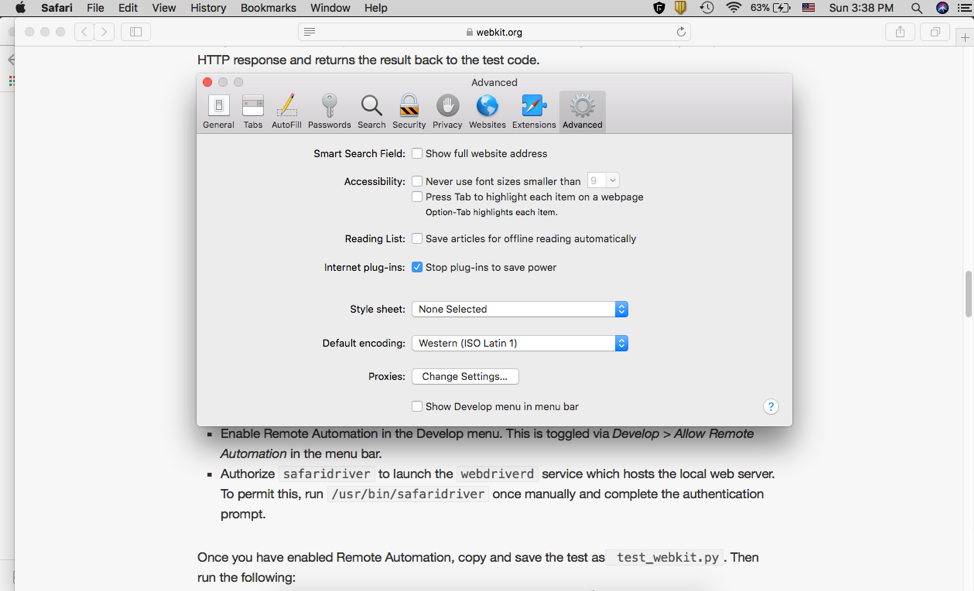 Safari File Edit View History Bookmarks Window Help 63% Sun 3:38 PM
webkit.org
HTTP response and returns the result back to the test code.
Advanced
General Tabs AutoFill Passwords Search Security Privacy Websites Extensions Advanced
Smart Search Field: Show full website address
Accessibility: Never use font sizes smaller than 9
Press Tab to highlight each item on a webpage
Option-Tab highlights each item.
Reading List: Save articles for offline reading automatically
Internet plug-ins: Stop plug-ins to save power
Style sheet: None Selected
Default encoding: Western (ISO Latin 1)
Proxies: Change Settings...
Show Develop menu in menu bar
?
Enable Remote Automation in the Develop menu. This is toggled via Develop > Allow Remote
Automation in the menu bar.
Authorize safaridriver to launch the webdriverd service which hosts the local web server.
To permit this, run /usr/bin/safaridriver once manually and complete the authentication
prompt.
Once you have enabled Remote Automation, copy and save the test as test_webkit.py . Then
run the following: